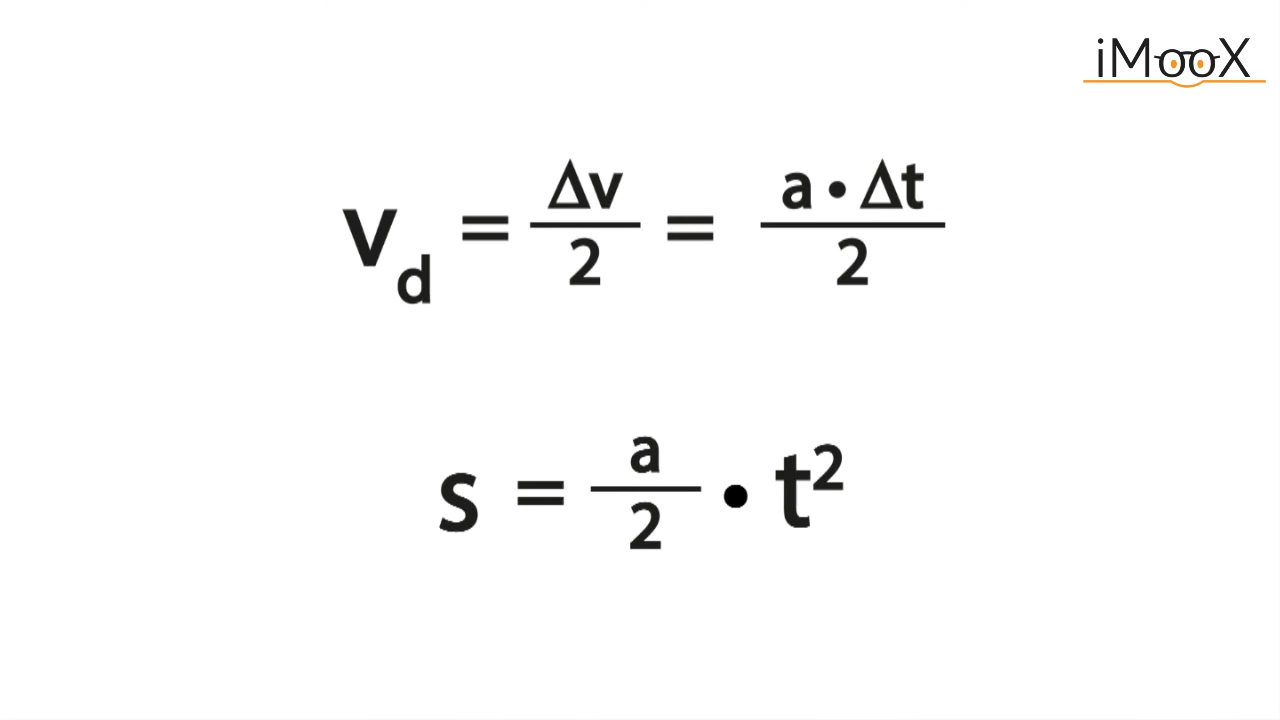 iMooX
v_d = Δv/2 = a • Δt/2
s = a/2 • t²